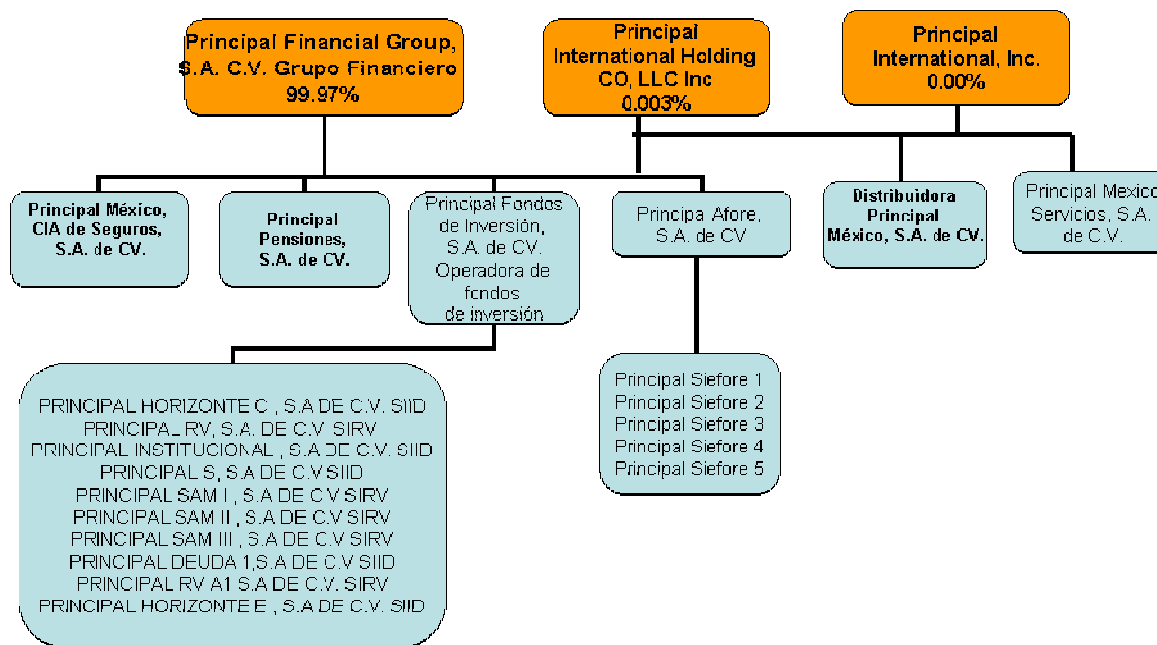 Principal Financial Group,
S.A. C.V. Grupo Financiero
99.97%
Principal
International Holding
CO, LLC Inc
0.003%
Principal
International, Inc.
0.00%
Principal México,
CIA de Seguros,
S.A. de CV.
Principal
Pensiones,
S.A. de CV.
Principal Fondos
de Inversión,
S.A. de CV.
Operadora de
fondos
de inversión
Principa Afore,
S.A. de CV
Distribuidora
Principal
México, S.A. de CV.
Principal Mexico
Servicios, S.A.
de C.V.
PRINCIPAL HORIZONTE C , S.A DE C.V. SIID
PRINCIPAL RV, S.A. DE C.V. SIRV
PRINCIPAL INSTITUCIONAL , S.A DE C.V. SIID
PRINCIPAL S, S.A DE C.V SIID
PRINCIPAL SAM I , S.A DE C.V SIRV
PRINCIPAL SAM II , S.A DE C.V SIRV
PRINCIPAL SAM III , S.A DE C.V SIRV
PRINCIPAL DEUDA 1,S.A DE C.V SIID
PRINCIPAL RV A1 S.A DE C.V. SIRV
PRINCIPAL HORIZONTE E , S.A DE C.V. SIID
Principal Siefore 1
Principal Siefore 2
Principal Siefore 3
Principal Siefore 4
Principal Siefore 5